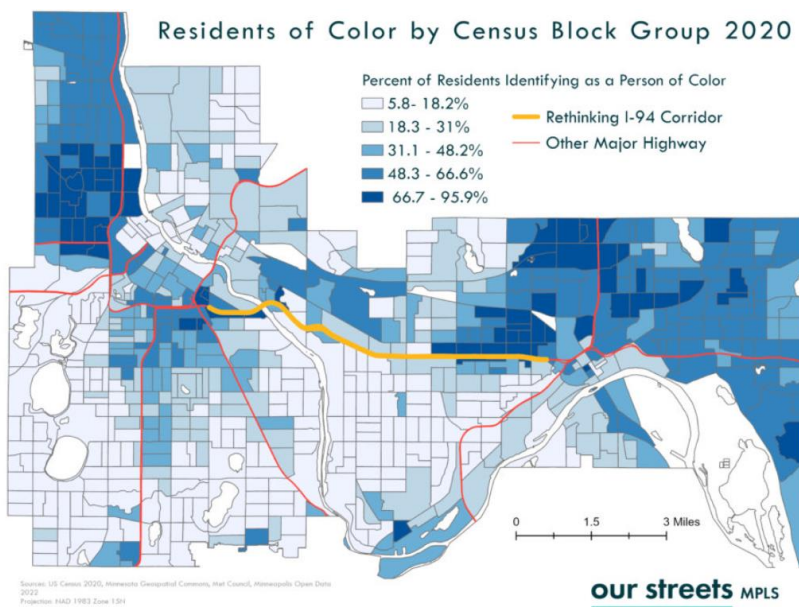 Residents of Color by Census Block Group 2020
Percent of Residents Identifying as a Person of Color
5.8- 18.2%
18.3 - 31%
31.1 - 48.2%
48.3 - 66.6%
66.7 - 95.9%
Rethinking I-94 Corridor
Other Major Highway
0 1.5 3 Miles
Sources: US Census 2020, Minnesota Geospatial Commons, Met Council, Minneapolis Open Data
2022
Projection: NAD 1983 Zone 15N
our streets MPLS